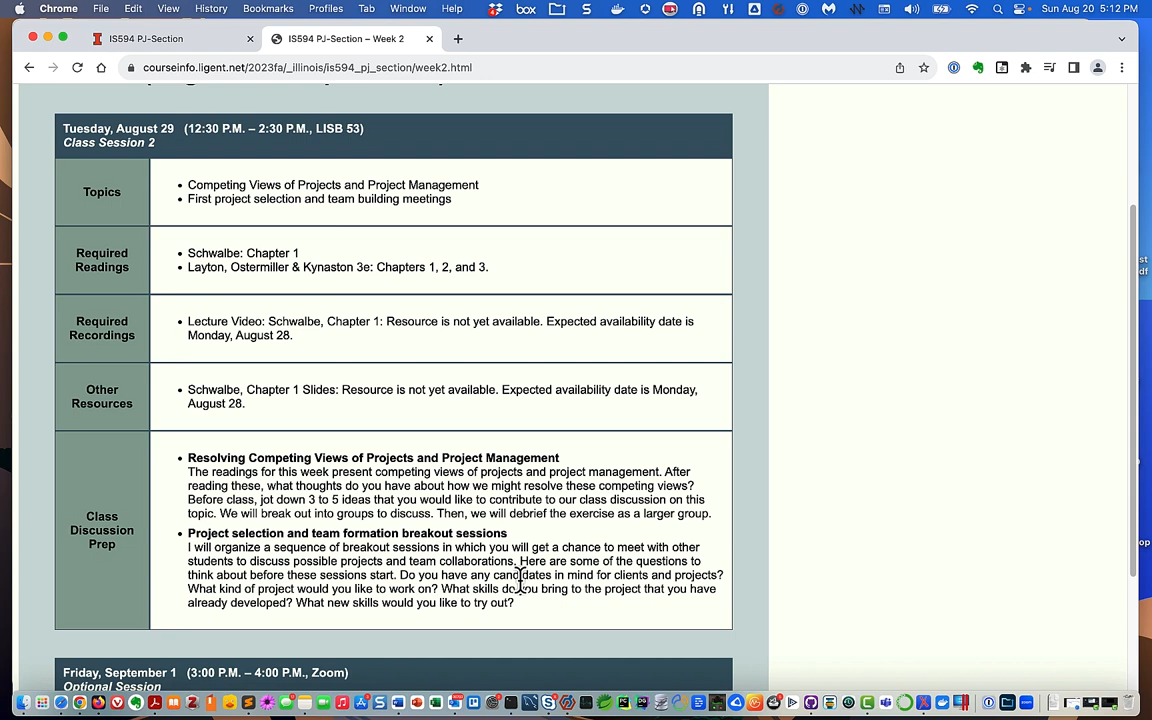 Chrome File Edit View History Bookmarks Profiles Tab Window Help box Sun Aug 20 5:12 PM
IS594 PJ-Section IS594 PJ-Section – Week 2
courseinfo.ligent.net/2023fa/_illinois/is594_pj_section/week2.html
Tuesday, August 29 (12:30 P.M. – 2:30 P.M., LISB 53)
Class Session 2
Topics
• Competing Views of Projects and Project Management
• First project selection and team building meetings
Required
Readings
• Schwalbe: Chapter 1
• Layton, Ostermiller & Kynaston 3e: Chapters 1, 2, and 3.
Required
Recordings
• Lecture Video: Schwalbe, Chapter 1: Resource is not yet available. Expected availability date is
Monday, August 28.
Other
Resources
• Schwalbe, Chapter 1 Slides: Resource is not yet available. Expected availability date is Monday,
August 28.
Class
Discussion
Prep
• Resolving Competing Views of Projects and Project Management
The readings for this week present competing views of projects and project management. After
reading these, what thoughts do you have about how we might resolve these competing views?
Before class, jot down 3 to 5 ideas that you would like to contribute to our class discussion on this
topic. We will break out into groups to discuss. Then, we will debrief the exercise as a larger group.
• Project selection and team formation breakout sessions
I will organize a sequence of breakout sessions in which you will get a chance to meet with other
students to discuss possible projects and team collaborations. Here are some of the questions to
think about before these sessions start. Do you have any candidates in mind for clients and projects?
What kind of project would you like to work on? What skills do you bring to the project that you have
already developed? What new skills would you like to try out?
Friday, September 1 (3:00 P.M. – 4:00 P.M., Zoom)
Optional Session